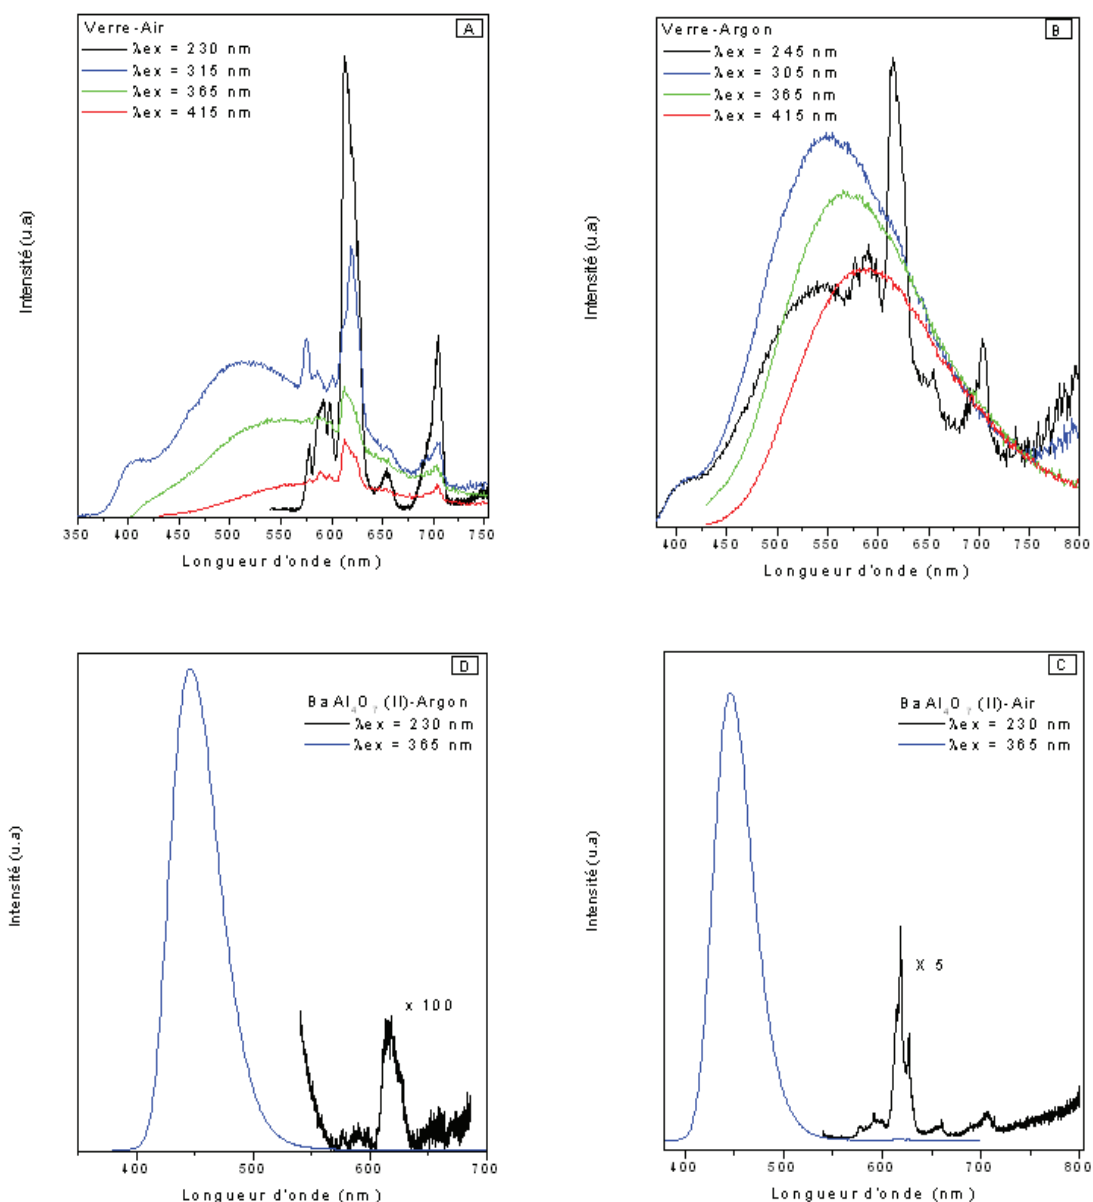 Verre-Air
A
λex = 230 nm
λex = 315 nm
λex = 365 nm
λex = 415 nm
Intensité (u.a)
350 400 450 500 550 600 650 700 750
Longueur d'onde (nm)
Verre-Argon
B
λex = 245 nm
λex = 305 nm
λex = 365 nm
λex = 415 nm
Intensité (u.a)
400 450 500 550 600 650 700 750 800
Longueur d'onde (nm)
D
BaAl4O7 (II)-Argon
λex = 230 nm
λex = 365 nm
x 100
Intensité (u.a)
400 500 600 700
Longueur d'onde (nm)
C
BaAl4O7 (II)-Air
λex = 230 nm
λex = 365 nm
X 5
Intensité (u.a)
400 500 600 700 800
Longueur d'onde (nm)